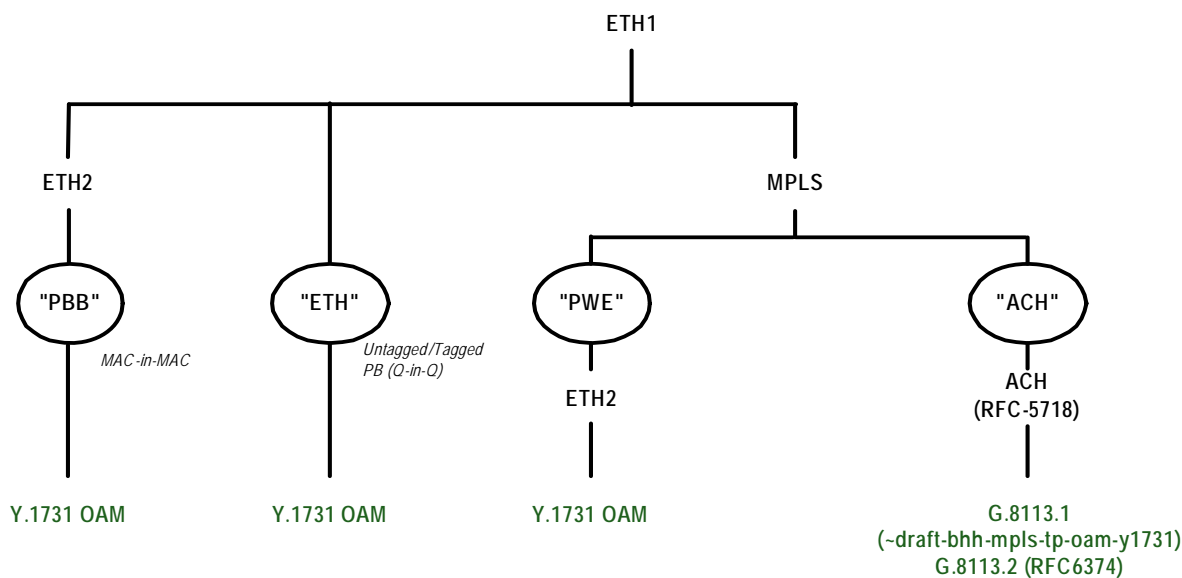 ETH1
ETH2
MPLS
"PBB"
"ETH"
"PWE"
"ACH"
MAC-in-MAC
Untagged/Tagged
PB (Q-in-Q)
ETH2
ACH
(RFC-5718)
Y.1731 OAM
Y.1731 OAM
Y.1731 OAM
G.8113.1
(~draft-bhh-mpls-tp-oam-y1731)
G.8113.2 (RFC6374)